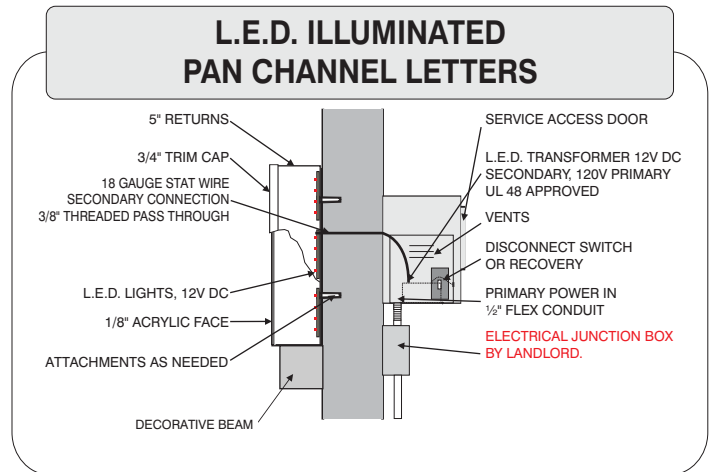 L.E.D. ILLUMINATED
PAN CHANNEL LETTERS
5" RETURNS
3/4" TRIM CAP
18 GAUGE STAT WIRE
SECONDARY CONNECTION
3/8" THREADED PASS THROUGH
L.E.D. LIGHTS, 12V DC
1/8" ACRYLIC FACE
ATTACHMENTS AS NEEDED
DECORATIVE BEAM
SERVICE ACCESS DOOR
L.E.D. TRANSFORMER 12V DC
SECONDARY, 120V PRIMARY
UL 48 APPROVED
VENTS
DISCONNECT SWITCH
OR RECOVERY
PRIMARY POWER IN
½" FLEX CONDUIT
ELECTRICAL JUNCTION BOX
BY LANDLORD.